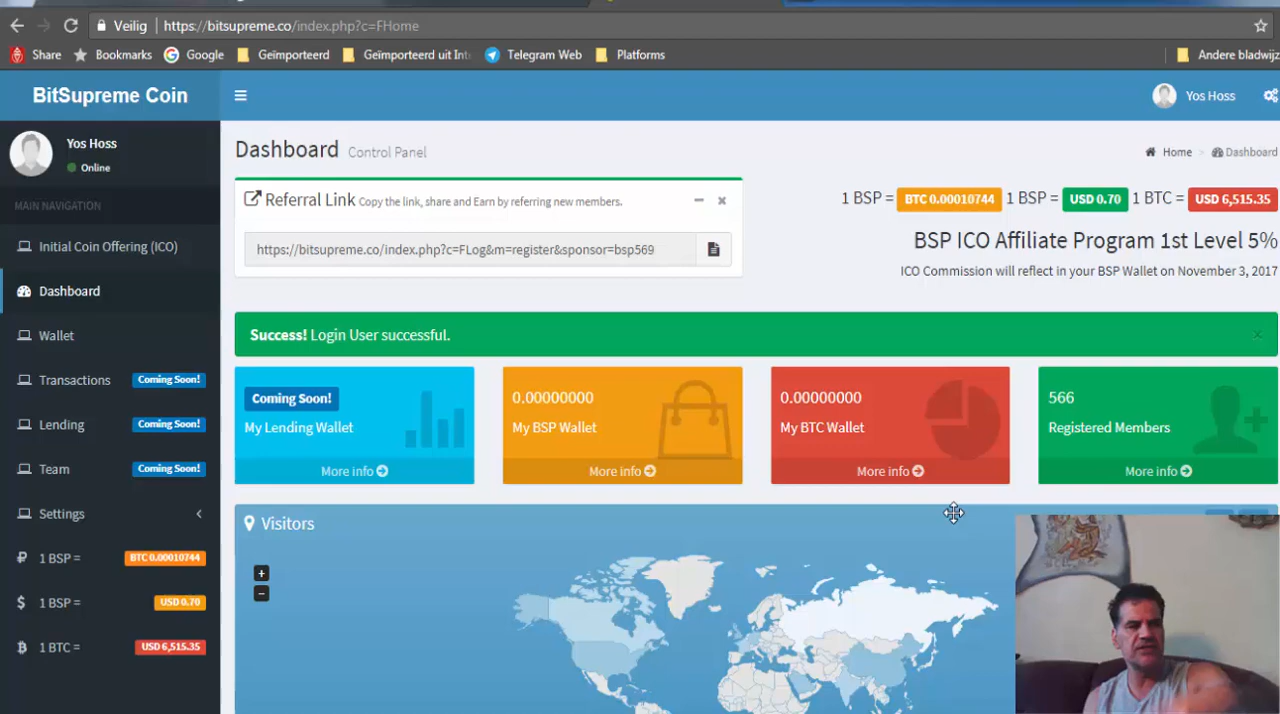 Veilig https://bitsupreme.co/index.php?c=FHome
Share Bookmarks Google Geïmporteerd Geïmporteerd uit Int Telegram Web Platforms Andere bladwijz
BitSupreme Coin
Yos Hoss
Yos Hoss
Online
MAIN NAVIGATION
Initial Coin Offering (ICO)
Dashboard
Wallet
Transactions Coming Soon!
Lending Coming Soon!
Team Coming Soon!
Settings
1 BSP = BTC 0.00010744
$ 1 BSP = USD 0.70
1 BTC = USD 6,515.35
Dashboard Control Panel
Home > Dashboard
Referral Link Copy the link, share and Earn by referring new members.
https://bitsupreme.co/index.php?c=FLog&m=register&sponsor=bsp569
1 BSP = BTC 0.00010744 1 BSP = USD 0.70 1 BTC = USD 6,515.35
BSP ICO Affiliate Program 1st Level 5%
ICO Commission will reflect in your BSP Wallet on November 3, 2017
Success! Login User successful.
Coming Soon!
My Lending Wallet
More info
0.00000000
My BSP Wallet
More info
0.00000000
My BTC Wallet
More info
566
Registered Members
More info
Visitors
+
−